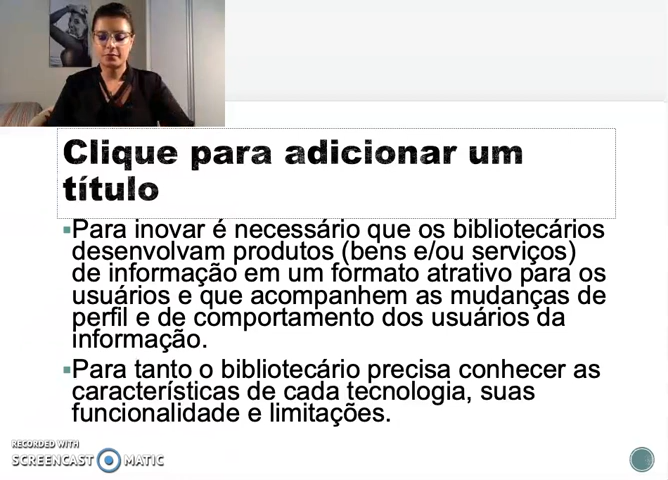 Clique para adicionar um
título
Para inovar é necessário que os bibliotecários
desenvolvam produtos (bens e/ou serviços)
de informação em um formato atrativo para os
usuários e que acompanhem as mudanças de
perfil e de comportamento dos usuários da
informação.
Para tanto o bibliotecário precisa conhecer as
características de cada tecnologia, suas
funcionalidade e limitações.
RECORDED WITH
SCREENCAST MATIC